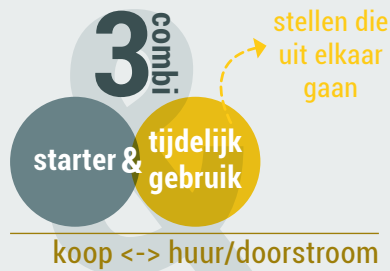 3 combi
stellen die
uit elkaar
gaan
starter & tijdelijk
gebruik
koop <-> huur/doorstroom